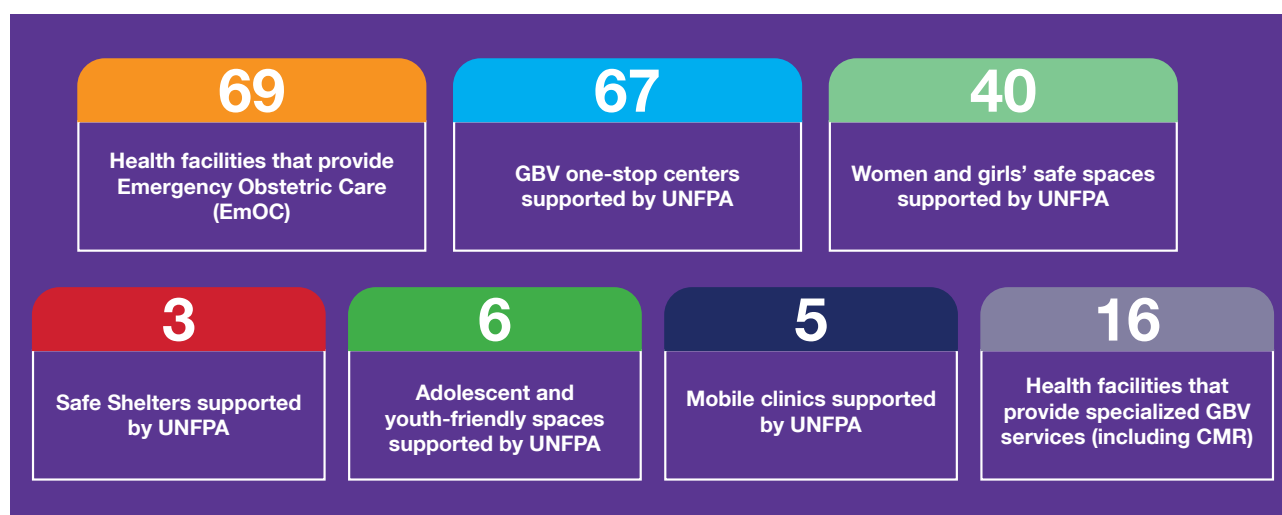 69
Health facilities that provide
Emergency Obstetric Care
(EmOC)
67
GBV one-stop centers
supported by UNFPA
40
Women and girls’ safe spaces
supported by UNFPA
3
Safe Shelters supported
by UNFPA
6
Adolescent and
youth-friendly spaces
supported by UNFPA
5
Mobile clinics supported
by UNFPA
16
Health facilities that
provide specialized GBV
services (including CMR)